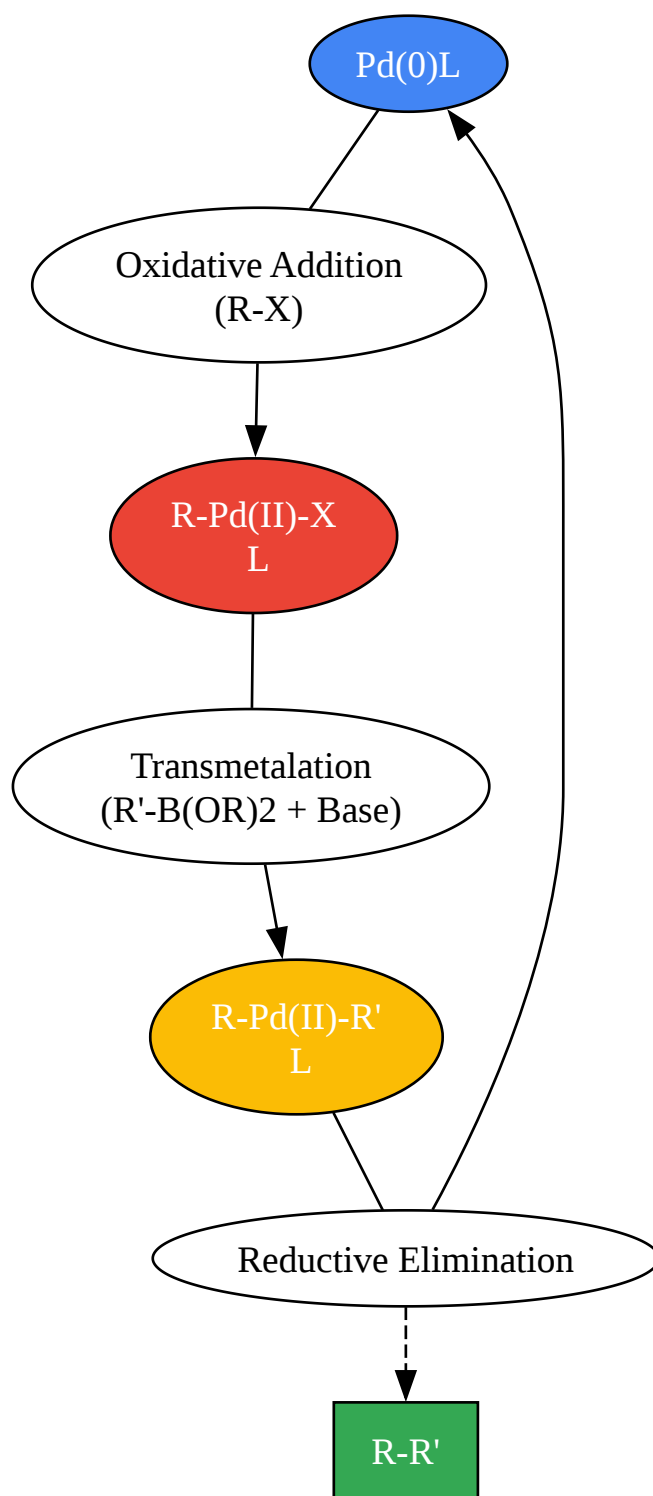 Pd(0)L
Oxidative Addition
(R-X)
R-Pd(II)-X
L
Transmetalation
(R'-B(OR)2 + Base)
R-Pd(II)-R'
L
Reductive Elimination
R-R'